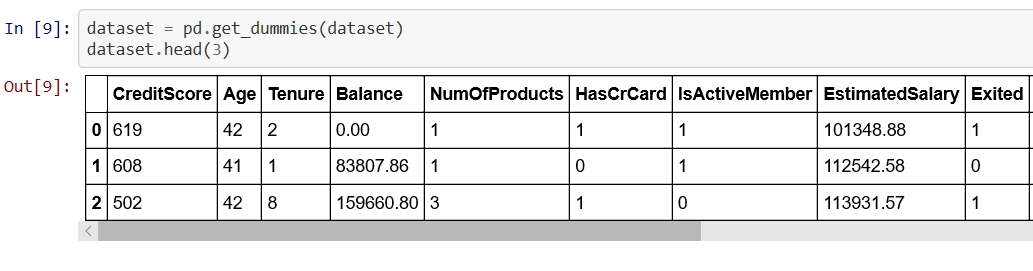 In [9]: dataset = pd.get_dummies(dataset)
dataset.head(3)
Out[9]:
CreditScore Age Tenure Balance NumOfProducts HasCrCard IsActiveMember EstimatedSalary Exited
0 619 42 2 0.00 1 1 1 101348.88 1
1 608 41 1 83807.86 1 0 1 112542.58 0
2 502 42 8 159660.80 3 1 0 113931.57 1